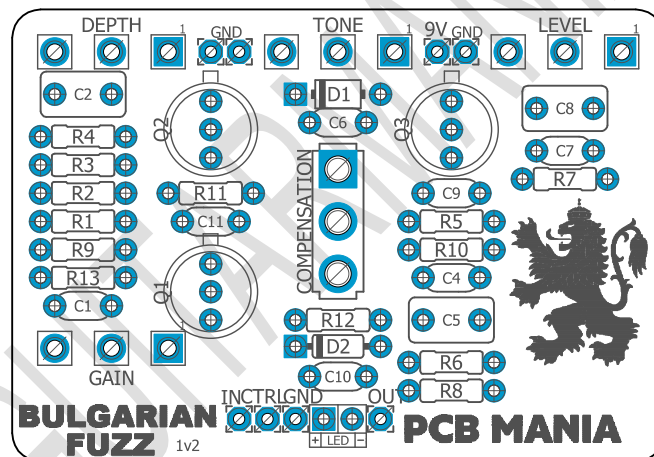 DEPTH GND TONE 9V GND LEVEL
1 1 1
C2 D1 C8
C6
Q2 Q3
R4
R3 C7
R2 R11 COMPENSATION C9 R7
R1 C11 R5
R9 R10
R13 C4
Q1
C1 R12 C5
1
D2
GAIN C10 R6
R8
IN CTRL GND OUT
+ LED -
BULGARIAN
FUZZ 1v2
PCB MANIA